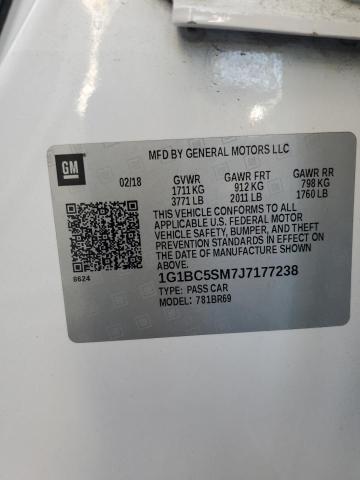 GM
MFD BY GENERAL MOTORS LLC
02/18 GVWR GAWR FRT GAWR RR
1711 KG 912 KG 798 KG
3771 LB 2011 LB 1760 LB
THIS VEHICLE CONFORMS TO ALL
APPLICABLE U.S. FEDERAL MOTOR
VEHICLE SAFETY, BUMPER, AND THEFT
PREVENTION STANDARDS IN EFFECT ON
THE DATE OF MANUFACTURE SHOWN
ABOVE.
8624
1G1BC5SM7J7177238
TYPE: PASS CAR
MODEL: 781BR69